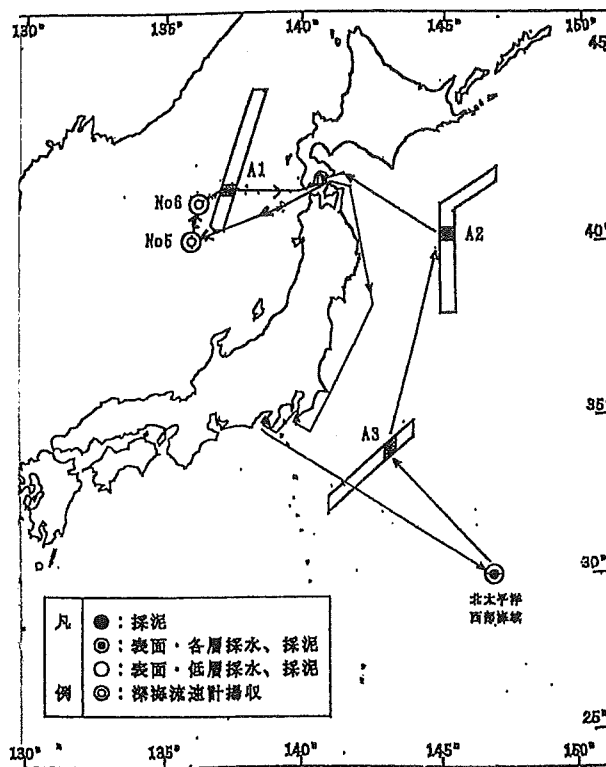 130° 135° 140° 145° 150°
45°
A1
No6
No5
A2
40°
35°
A3
30°
北太平洋
西部海域
凡例
●：採泥
◉：表面・各層採水、採泥
○：表面・低層採水、採泥
◎：深海流速計揚収
25°
130° 135° 140° 145° 150°